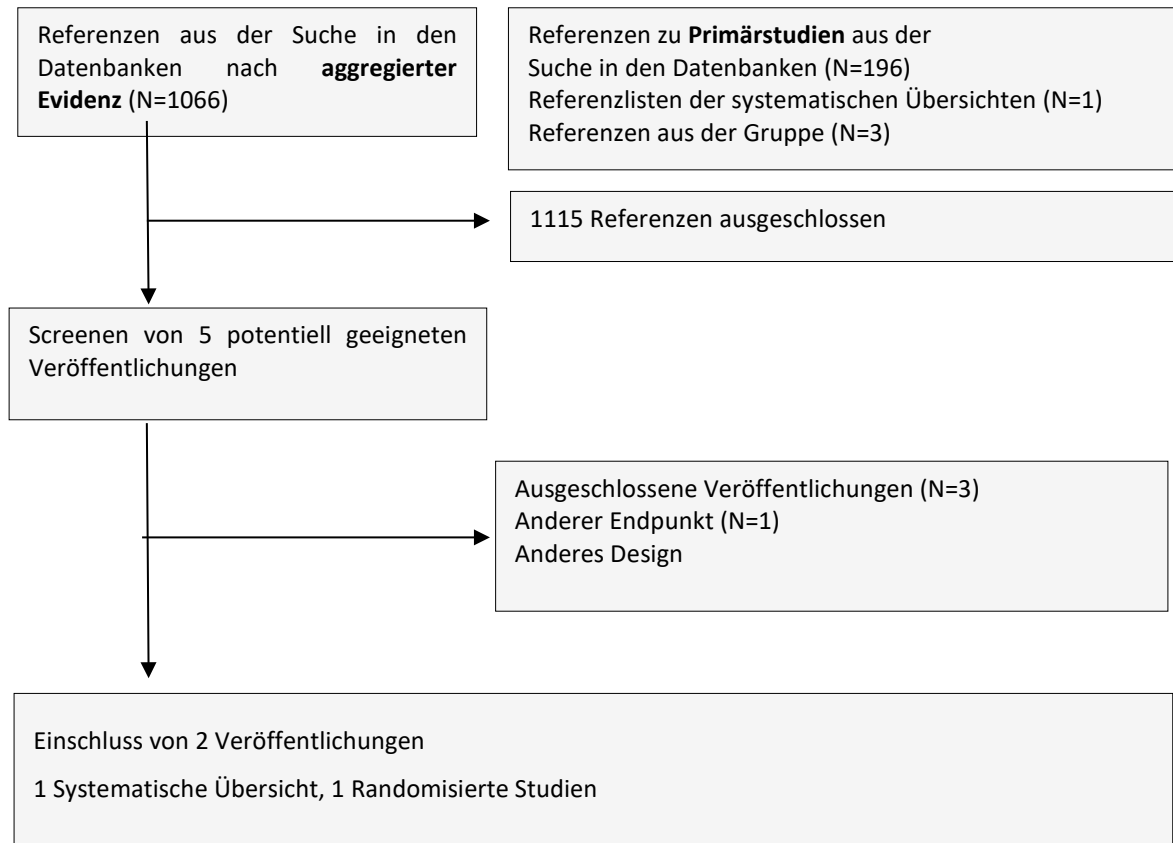 Referenzen aus der Suche in den
Datenbanken nach aggregierter
Evidenz (N=1066)
Referenzen zu Primärstudien aus der
Suche in den Datenbanken (N=196)
Referenzlisten der systematischen Übersichten (N=1)
Referenzen aus der Gruppe (N=3)
1115 Referenzen ausgeschlossen
Screenen von 5 potentiell geeigneten
Veröffentlichungen
Ausgeschlossene Veröffentlichungen (N=3)
Anderer Endpunkt (N=1)
Anderes Design
Einschluss von 2 Veröffentlichungen
1 Systematische Übersicht, 1 Randomisierte Studien